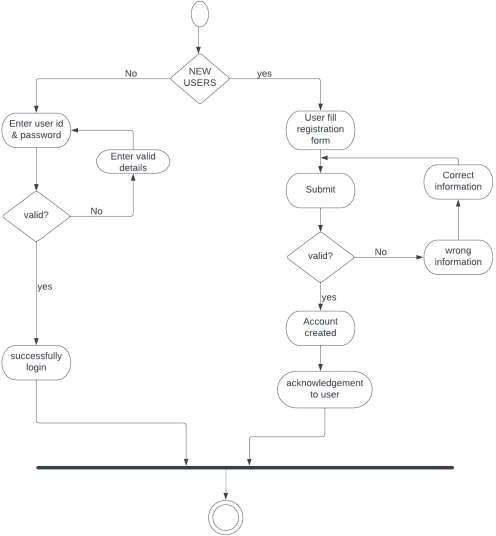 NEW
USERS
No
yes
Enter user id
& password
Enter valid
details
valid?
No
yes
successfully
login
User fill
registration
form
Submit
Correct
information
valid?
No
wrong
information
yes
Account
created
acknowledgement
to user